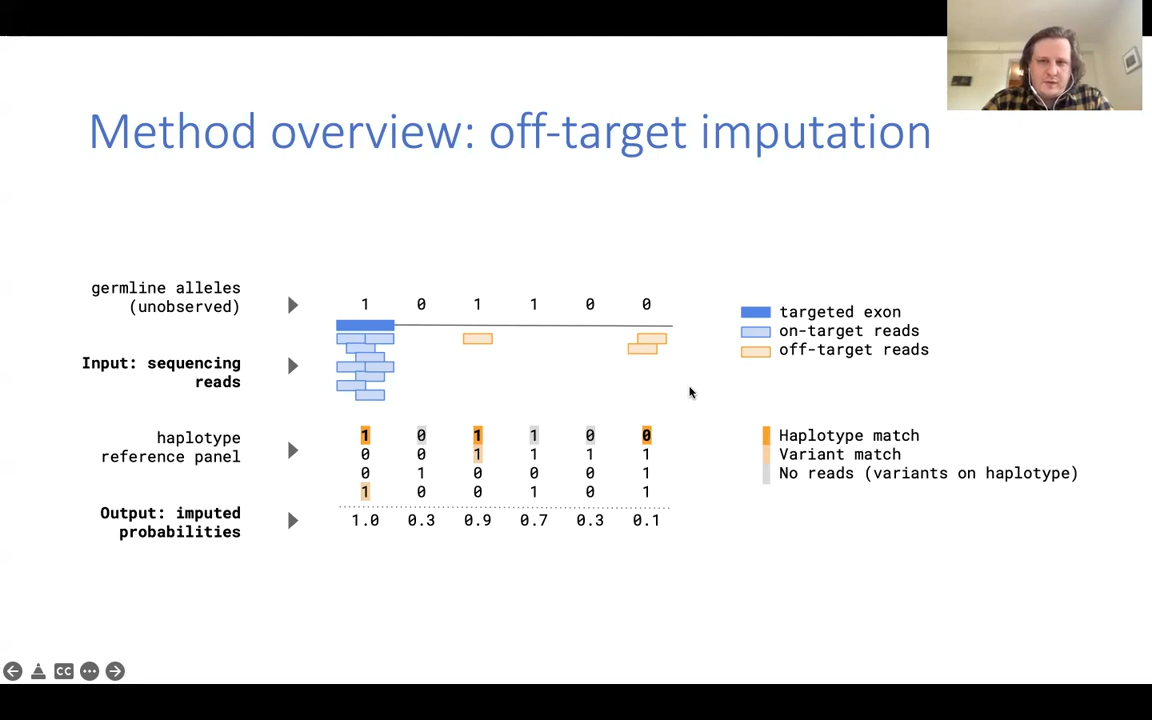 Method overview: off-target imputation
germline alleles
(unobserved)
1 0 1 1 0 0
targeted exon
on-target reads
off-target reads
Input: sequencing
reads
haplotype
reference panel
1 0 1 1 0 0
0 0 1 1 1 1
0 1 0 0 0 1
1 0 0 1 0 1
Haplotype match
Variant match
No reads (variants on haplotype)
Output: imputed
probabilities
1.0 0.3 0.9 0.7 0.3 0.1
CC